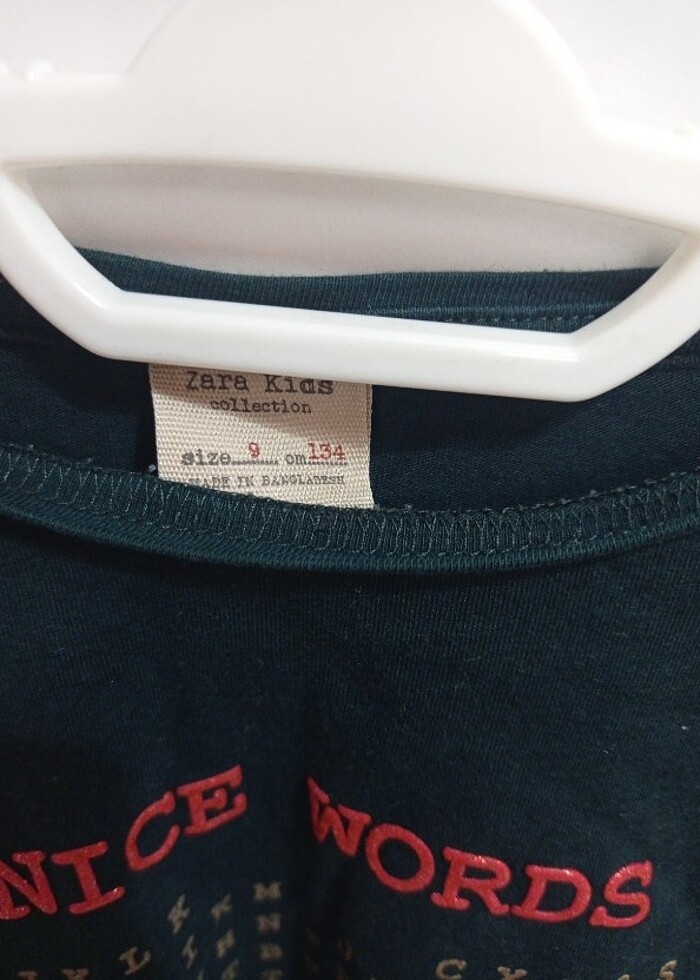 Zara Kids
collection
size 9 cm 134
MADE IN BANGLADESH
NICE WORDS